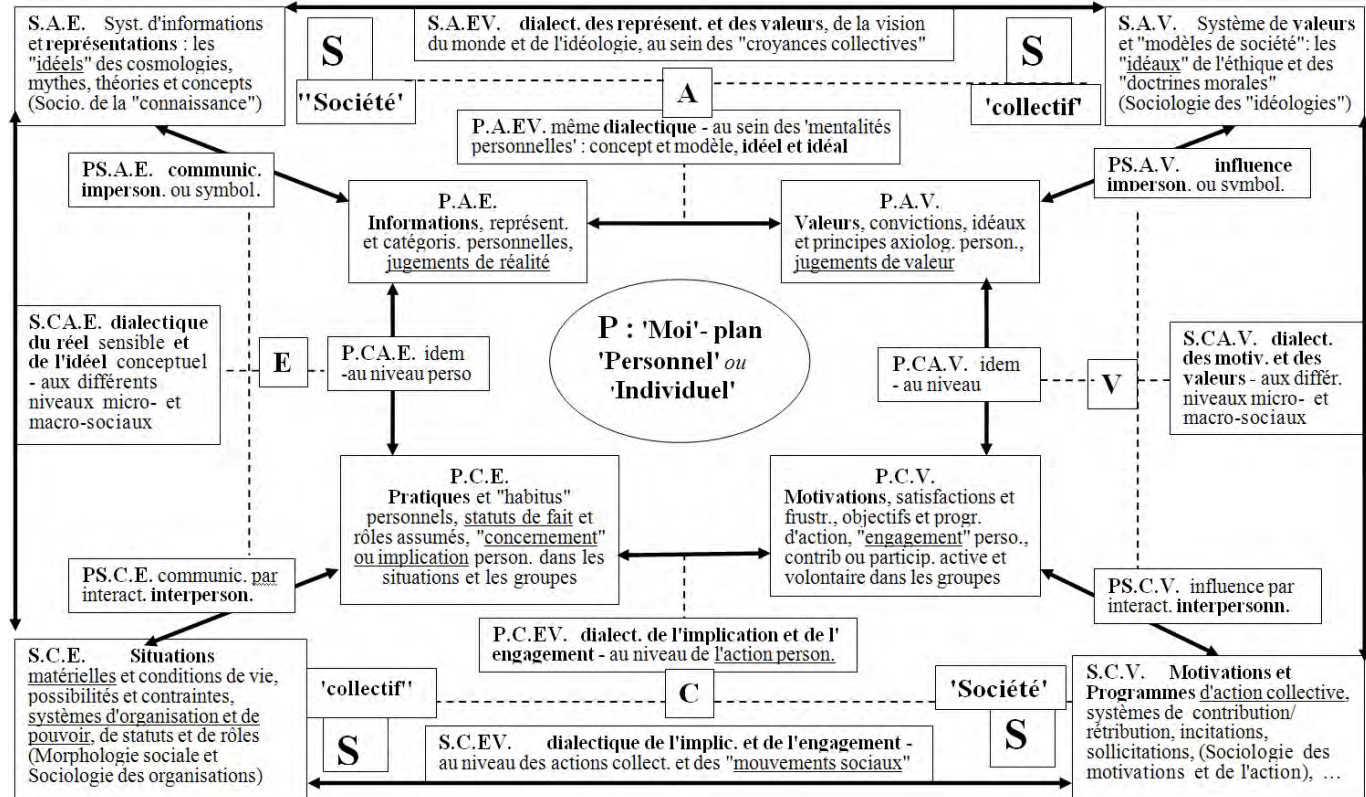 S.A.E. Syst. d'informations
et représentations : les
"idéels" des cosmologies,
mythes, théories et concepts
(Socio. de la "connaissance")
S
"Société'
S.A.EV. dialect. des représent. et des valeurs, de la vision
du monde et de l'idéologie, au sein des "croyances collectives"
A
S
'collectif'
S.A.V. Système de valeurs
et "modèles de société": les
"idéaux" de l'éthique et des
"doctrines morales"
(Sociologie des "idéologies")
P.A.EV. même dialectique - au sein des 'mentalités
personnelles' : concept et modèle, idéel et idéal
PS.A.E. communic.
imperson. ou symbol.
PS.A.V. influence
imperson. ou symbol.
P.A.E.
Informations, représent.
et catégoris. personnelles,
jugements de réalité
P.A.V.
Valeurs, convictions, idéaux
et principes axiolog. person.,
jugements de valeur
S.CA.E. dialectique
du réel sensible et
de l'idéel conceptuel
- aux différents
niveaux micro- et
macro-sociaux
E
P.CA.E. idem
-au niveau perso
P : 'Moi'- plan
'Personnel' ou
'Individuel'
P.CA.V. idem
- au niveau
V
S.CA.V. dialect.
des motiv. et des
valeurs - aux différ.
niveaux micro- et
macro-sociaux
P.C.E.
Pratiques et "habitus"
personnels, statuts de fait et
rôles assumés, "concernement"
ou implication person. dans les
situations et les groupes
P.C.V.
Motivations, satisfactions et
frustr., objectifs et progr.
d'action, "engagement" perso.,
contrib ou particip. active et
volontaire dans les groupes
PS.C.E. communic. par
interact. interperson.
PS.C.V. influence par
interact. interpersonn.
P.C.EV. dialect. de l'implication et de l'
engagement - au niveau de l'action person.
S.C.E. Situations
matérielles et conditions de vie,
possibilités et contraintes,
systèmes d'organisation et de
pouvoir, de statuts et de rôles
(Morphologie sociale et
Sociologie des organisations)
'collectif"
S
C
S.C.EV. dialectique de l'implic. et de l'engagement -
au niveau des actions collect. et des "mouvements sociaux"
'Société'
S
S.C.V. Motivations et
Programmes d'action collective,
systèmes de contribution/
rétribution, incitations,
sollicitations, (Sociologie des
motivations et de l'action), …